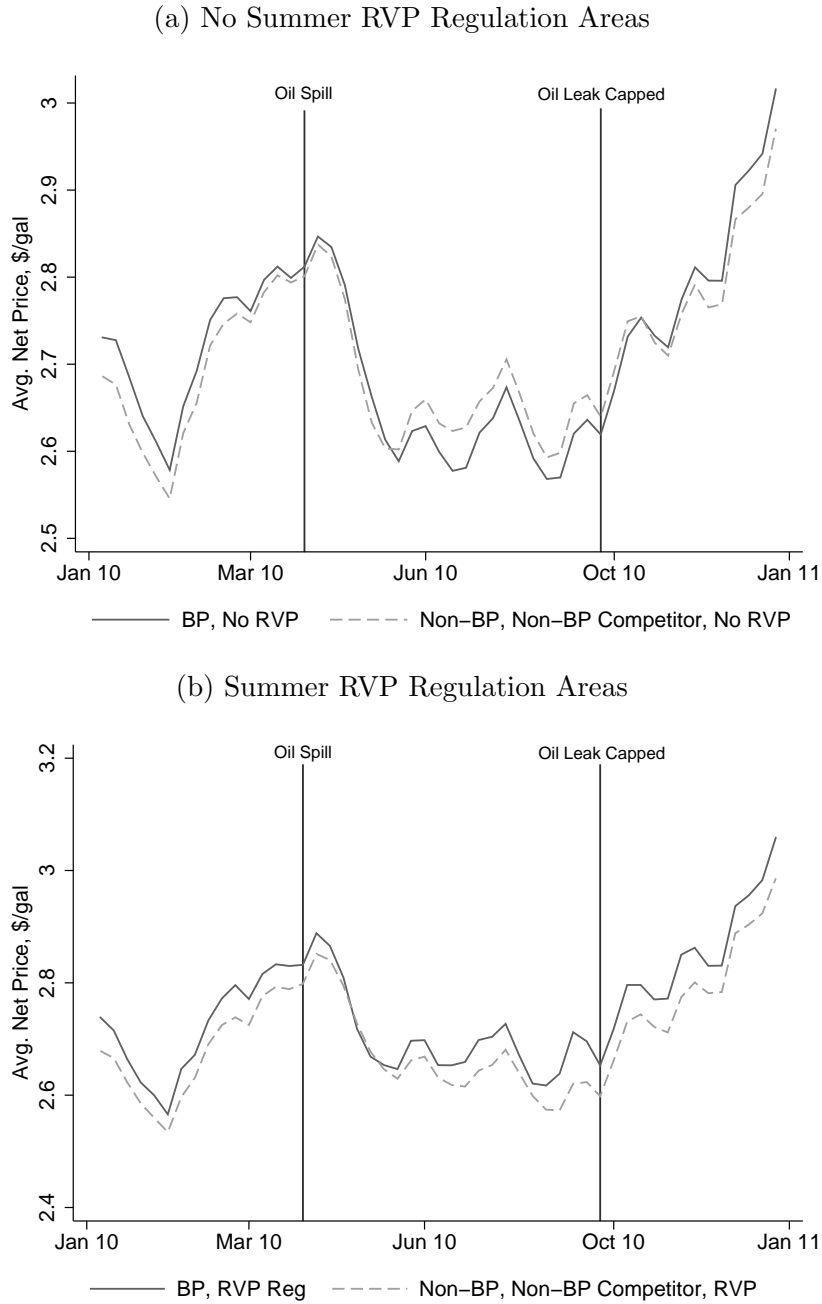 (a) No Summer RVP Regulation Areas
Oil Spill
Oil Leak Capped
Avg. Net Price, $/gal
3
2.9
2.8
2.7
2.6
2.5
Jan 10 Mar 10 Jun 10 Oct 10 Jan 11
BP, No RVP Non−BP, Non−BP Competitor, No RVP
(b) Summer RVP Regulation Areas
Oil Spill
Oil Leak Capped
Avg. Net Price, $/gal
3.2
3
2.8
2.6
2.4
Jan 10 Mar 10 Jun 10 Oct 10 Jan 11
BP, RVP Reg Non−BP, Non−BP Competitor, RVP